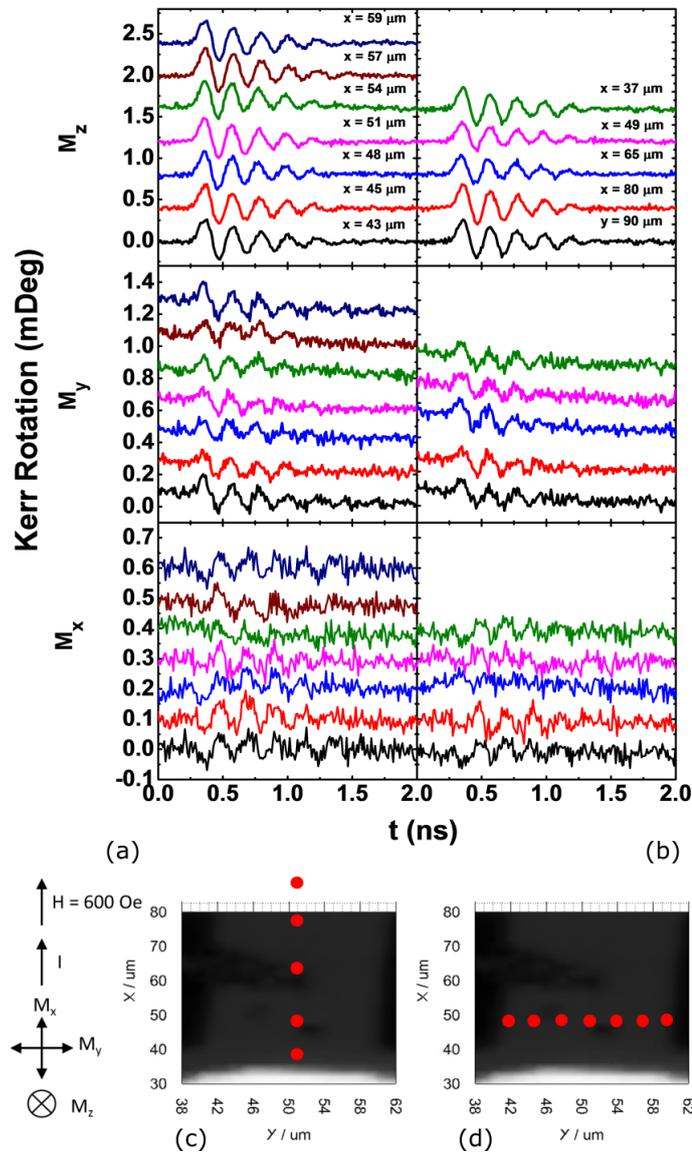 Kerr Rotation (mDeg)
M_z
2.5
2.0
1.5
1.0
0.5
0.0
x = 59 μm
x = 57 μm
x = 54 μm
x = 51 μm
x = 48 μm
x = 45 μm
x = 43 μm
x = 37 μm
x = 49 μm
x = 65 μm
x = 80 μm
y = 90 μm
M_y
1.4
1.2
1.0
0.8
0.6
0.4
0.2
0.0
M_x
0.7
0.6
0.5
0.4
0.3
0.2
0.1
0.0
-0.1
0.0 0.5 1.0 1.5 2.0 0.5 1.0 1.5 2.0
t (ns)
(a)
(b)
H = 600 Oe
I
M_x
M_y
M_z
80
70
60
50
40
30
X / um
38 42 46 50 54 58 62
Y / um
(c)
80
70
60
50
40
30
X / um
38 42 46 50 54 58 62
Y / um
(d)